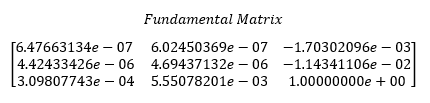 Fundamental Matrix
[6.47663134e − 07 6.02450369e − 07 −1.70302096e − 03]
[4.42433426e − 06 4.69437132e − 06 −1.14341106e − 02]
[3.09807743e − 04 5.55078201e − 03 1.00000000e + 00]